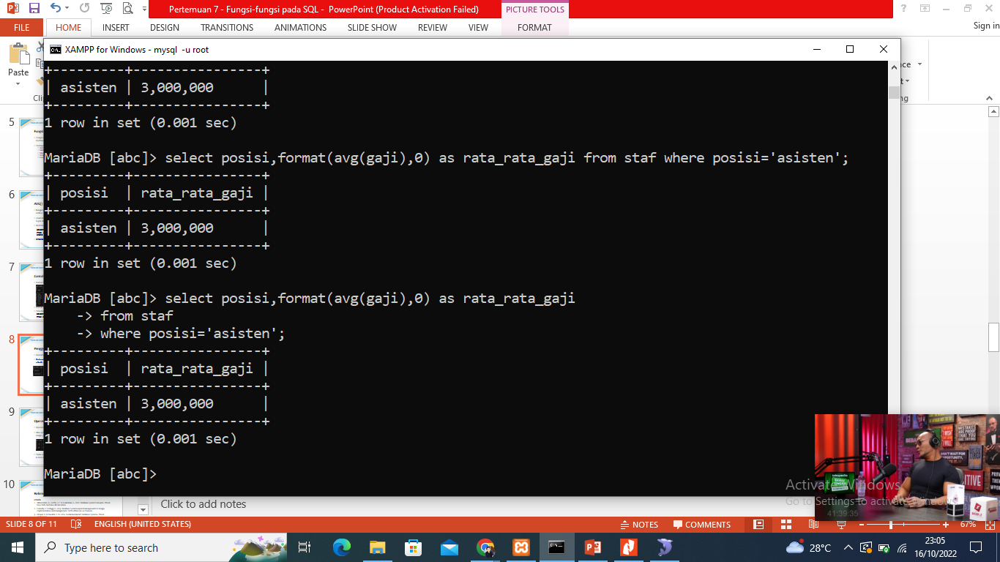 Pertemuan 7 - Fungsi-fungsi pada SQL - PowerPoint (Product Activation Failed)
PICTURE TOOLS
FILE
HOME
INSERT
DESIGN
TRANSITIONS
ANIMATIONS
SLIDE SHOW
REVIEW
VIEW
FORMAT
Sign in
XAMPP for Windows - mysql -u root
Paste
+---------+----------------+
| asisten | 3,000,000      |
+---------+----------------+
1 row in set (0.001 sec)
MariaDB [abc]> select posisi,format(avg(gaji),0) as rata_rata_gaji from staf where posisi='asisten';
+---------+----------------+
| posisi  | rata_rata_gaji |
+---------+----------------+
| asisten | 3,000,000      |
+---------+----------------+
1 row in set (0.001 sec)
MariaDB [abc]> select posisi,format(avg(gaji),0) as rata_rata_gaji
-> from staf
-> where posisi='asisten';
+---------+----------------+
| posisi  | rata_rata_gaji |
+---------+----------------+
| asisten | 3,000,000      |
+---------+----------------+
1 row in set (0.001 sec)
MariaDB [abc]>
5
6
7
8
9
10
Activate Windows
Go to Settings to activate Windows
41:39:35
Click to add notes
SLIDE 8 OF 11
ENGLISH (UNITED STATES)
NOTES
COMMENTS
67%
Type here to search
28°C
23:05
16/10/2022